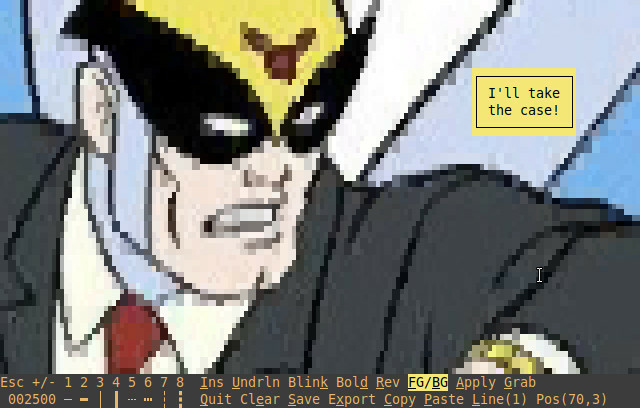 I'll take
the case!
Esc +/- 1 2 3 4 5 6 7 8 Ins Undrln Blink Bold Rev FG/BG Apply Grab
002500 Quit Clear Save Export Copy Paste Line(1) Pos(70,3)